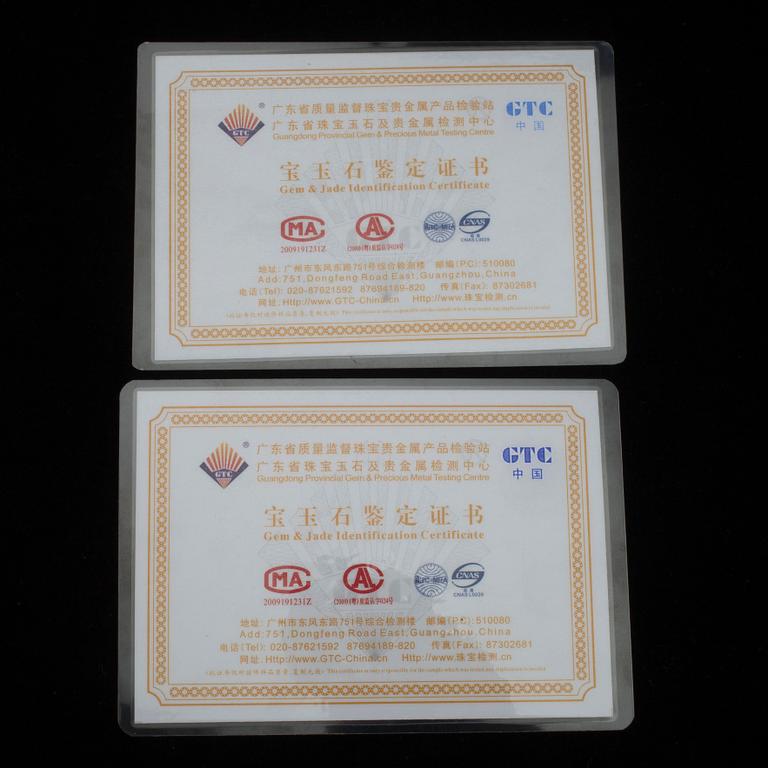 广东省质量监督珠宝贵金属产品检验站
广东省珠宝玉石及贵金属检测中心
Guangdong Provincial Gem & Precious Metal Testing Centre
GTC
®
GTC
中国
宝玉石鉴定证书
Gem & Jade Identification Certificate
MA
2009191231Z
AL
CNAS
CNAS L0029
地址: 广州市东风东路751号综合检测楼 邮编(PC): 510080
Add:751,Dongfeng Road East,Guangzhou,China
电话(Tel): 020-87621592 87694189-820 传真(Fax): 87302681
网址: Http://www.GTC-China.cn Http://www.珠宝检测.cn
广东省质量监督珠宝贵金属产品检验站
广东省珠宝玉石及贵金属检测中心
Guangdong Provincial Gem & Precious Metal Testing Centre
GTC
®
GTC
中国
宝玉石鉴定证书
Gem & Jade Identification Certificate
MA
2009191231Z
AL
CNAS
CNAS L0029
地址: 广州市东风东路751号综合检测楼 邮编(PC): 510080
Add:751,Dongfeng Road East,Guangzhou,China
电话(Tel): 020-87621592 87694189-820 传真(Fax): 87302681
网址: Http://www.GTC-China.cn Http://www.珠宝检测.cn